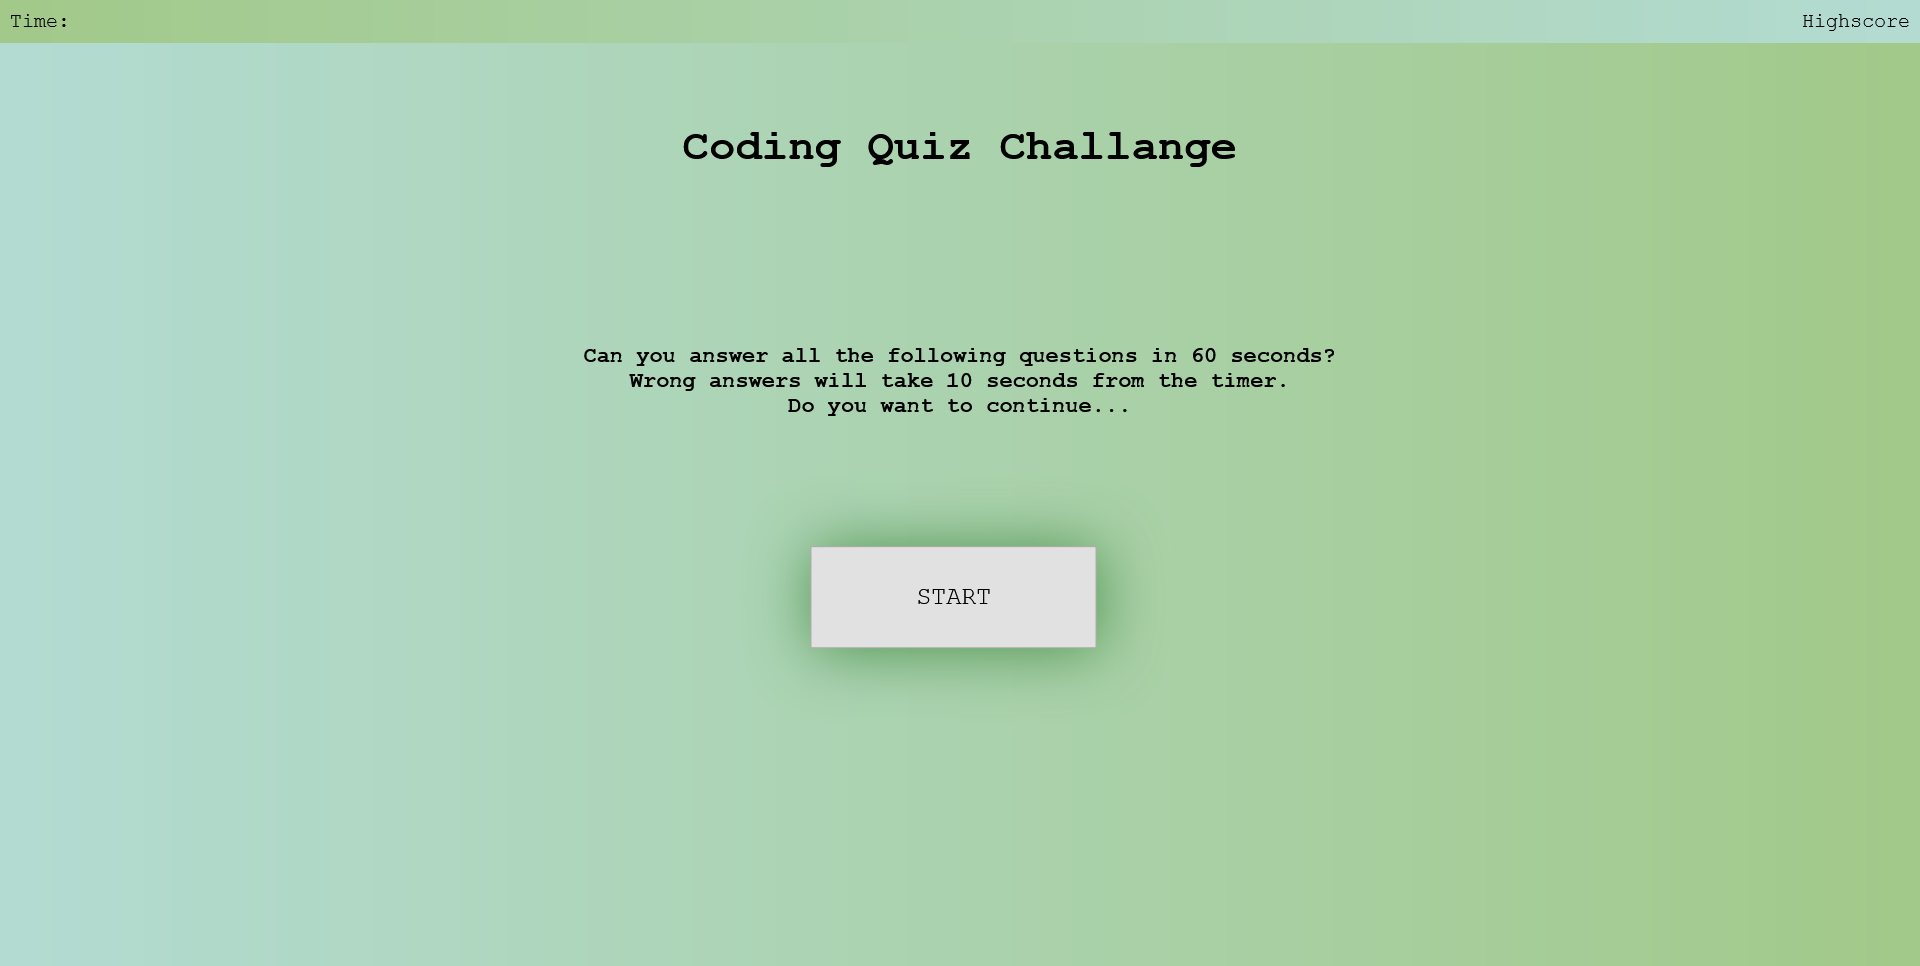 Time:
Highscore
Coding Quiz Challange
Can you answer all the following questions in 60 seconds?
Wrong answers will take 10 seconds from the timer.
Do you want to continue...
START